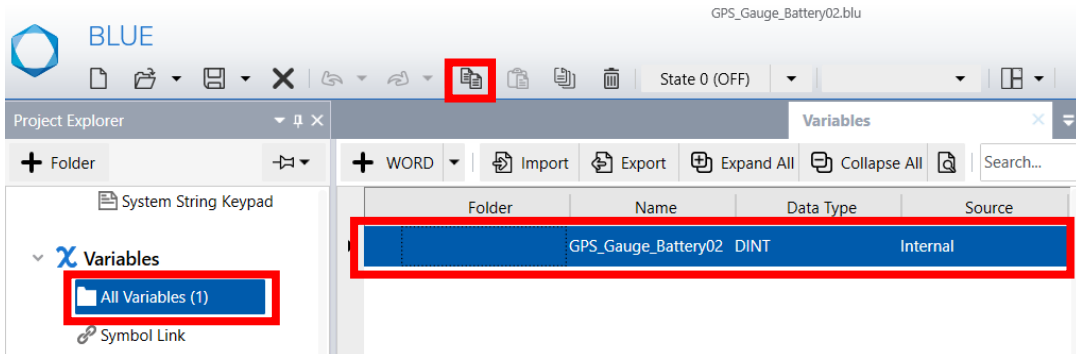 GPS_Gauge_Battery02.blu
BLUE
State 0 (OFF)
Project Explorer
Variables
Folder
WORD
Import
Export
Expand All
Collapse All
Search...
System String Keypad
Folder Name Data Type Source
GPS_Gauge_Battery02 DINT Internal
Variables
All Variables (1)
Symbol Link